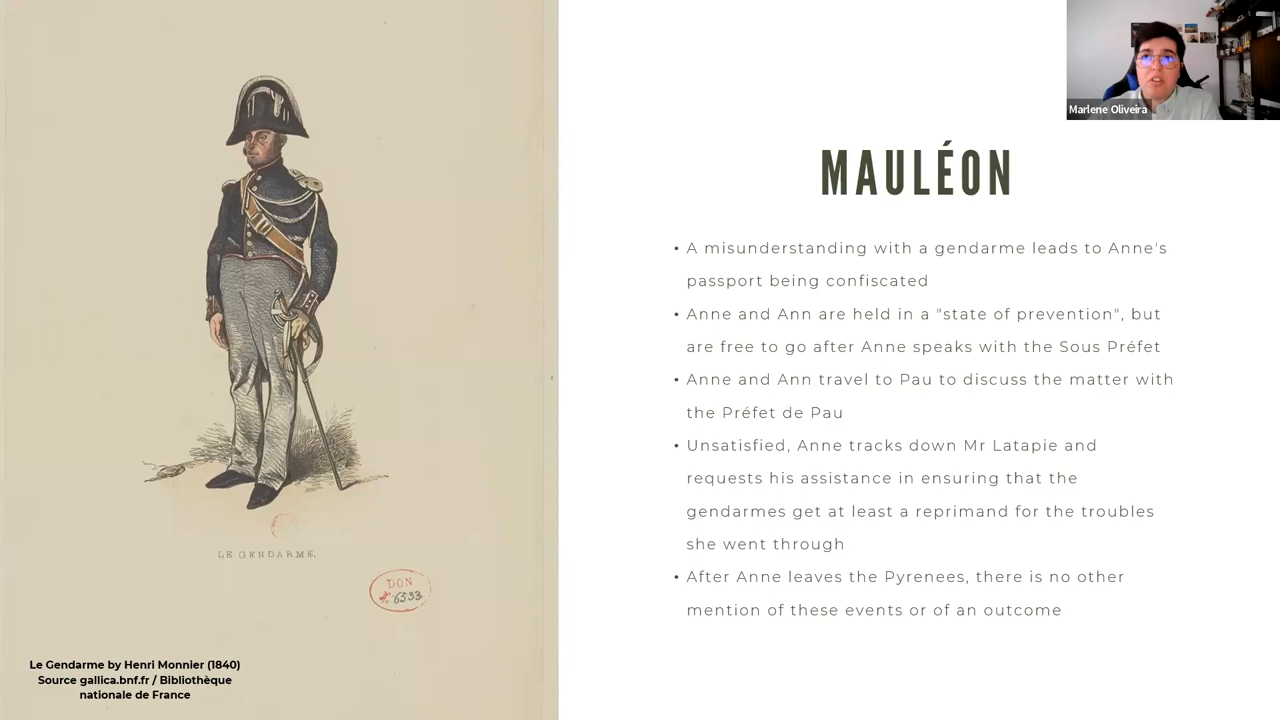 Marlene Oliveira
MAULÉON
• A misunderstanding with a gendarme leads to Anne's
passport being confiscated
• Anne and Ann are held in a "state of prevention", but
are free to go after Anne speaks with the Sous Préfet
• Anne and Ann travel to Pau to discuss the matter with
the Préfet de Pau
• Unsatisfied, Anne tracks down Mr Latapie and
requests his assistance in ensuring that the
gendarmes get at least a reprimand for the troubles
she went through
• After Anne leaves the Pyrenees, there is no other
mention of these events or of an outcome
LE GENDARME.
DON
6533
Le Gendarme by Henri Monnier (1840)
Source gallica.bnf.fr / Bibliothèque
nationale de France